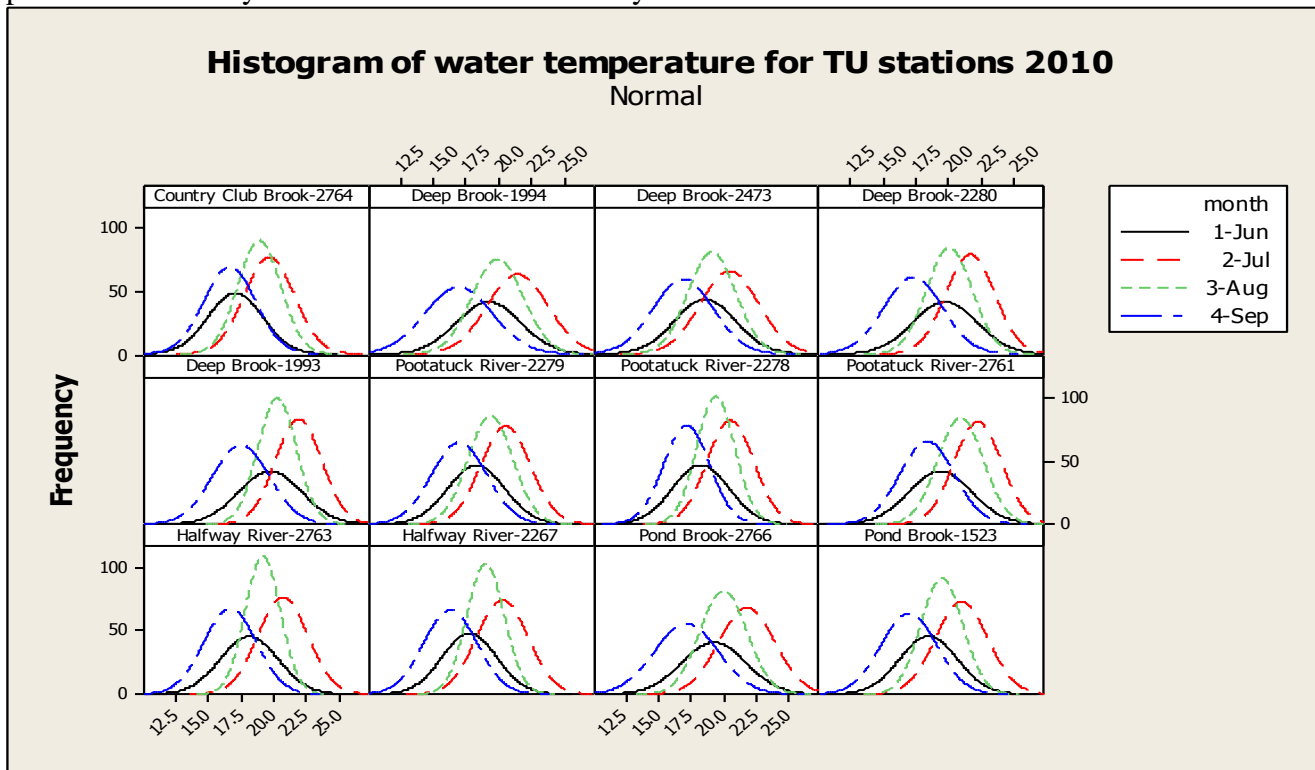 Histogram of water temperature for TU stations 2010
Normal
12.5 15.0 17.5 20.0 22.5 25.0 12.5 15.0 17.5 20.0 22.5 25.0
Country Club Brook-2764 Deep Brook-1994 Deep Brook-2473 Deep Brook-2280
month
1-Jun
2-Jul
3-Aug
4-Sep
100
50
0
Deep Brook-1993 Pootatuck River-2279 Pootatuck River-2278 Pootatuck River-2761
100
50
0
Frequency
Halfway River-2763 Halfway River-2267 Pond Brook-2766 Pond Brook-1523
100
50
0
12.5 15.0 17.5 20.0 22.5 25.0 12.5 15.0 17.5 20.0 22.5 25.0